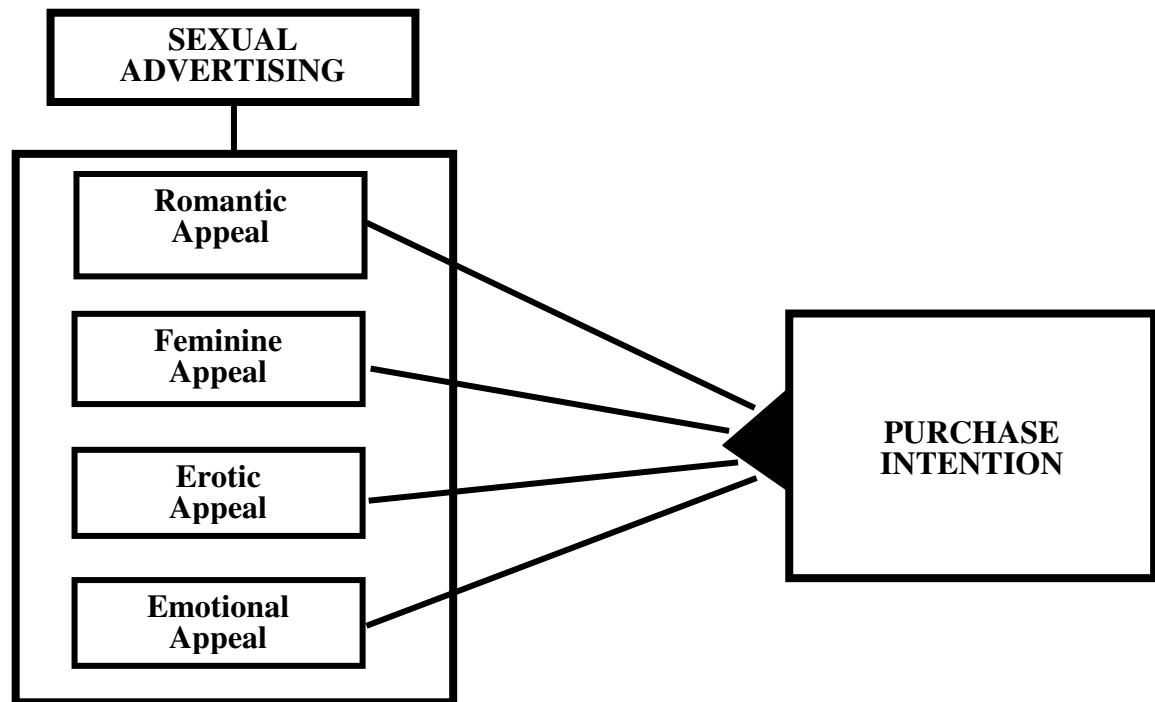 SEXUAL
ADVERTISING
Romantic
Appeal
Feminine
Appeal
Erotic
Appeal
Emotional
Appeal
PURCHASE
INTENTION